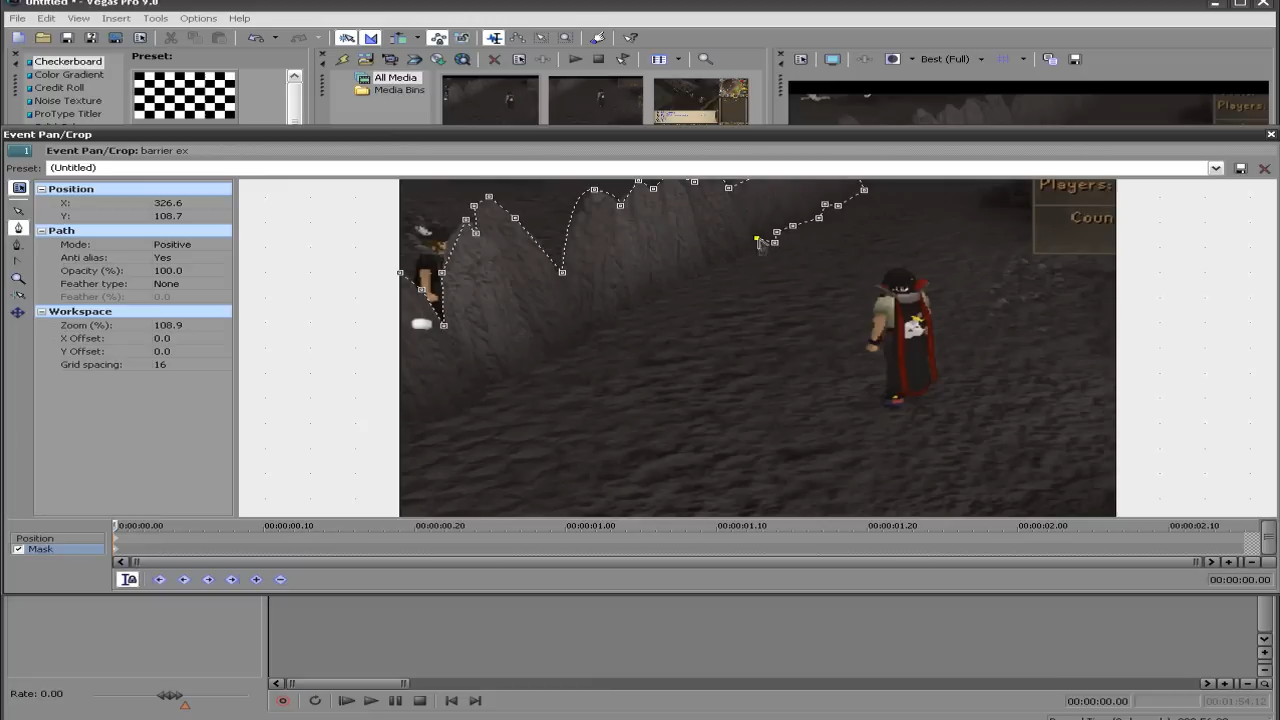 Untitled * - Vegas Pro 9.0
File Edit View Insert Tools Options Help
Preset:
Checkerboard
Color Gradient
Credit Roll
Noise Texture
ProType Titler
All Media
Media Bins
Best (Full)
Players:
Event Pan/Crop
1
Event Pan/Crop: barrier ex
Preset: (Untitled)
Position
X: 326.6
Y: 108.7
Path
Mode: Positive
Anti alias: Yes
Opacity (%): 100.0
Feather type: None
Feather (%): 0.0
Workspace
Zoom (%): 108.9
X Offset: 0.0
Y Offset: 0.0
Grid spacing: 16
Players:
Coun
0:00:00.00 00:00:00.10 00:00:00.20 00:00:01.00 00:00:01.10 00:00:01.20 00:00:02.00 00:00:02.10
Position
Mask
00:00:00.00
Rate: 0.00
00:00:00.00 00:01:54.12